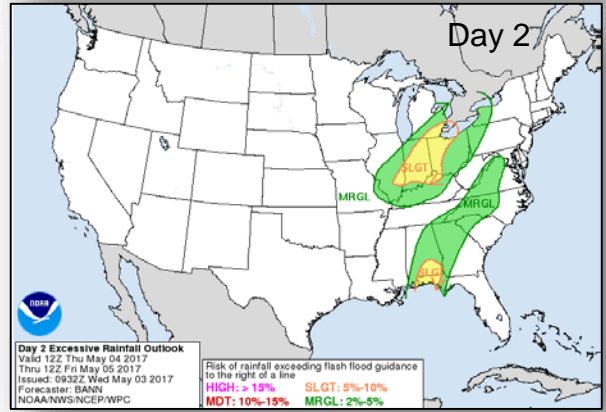 Day 2
SLGT
MRGL
MRGL
SLGT
NOAA
Day 2 Excessive Rainfall Outlook
Valid 12Z Thu May 04 2017
Thru 12Z Fri May 05 2017
Issued: 0932Z Wed May 03 2017
Forecaster: BANN
NOAA/NWS/NCEP/WPC
Risk of rainfall exceeding flash flood guidance
to the right of a line
HIGH: > 15% SLGT: 5%-10%
MDT: 10%-15% MRGL: 2%-5%